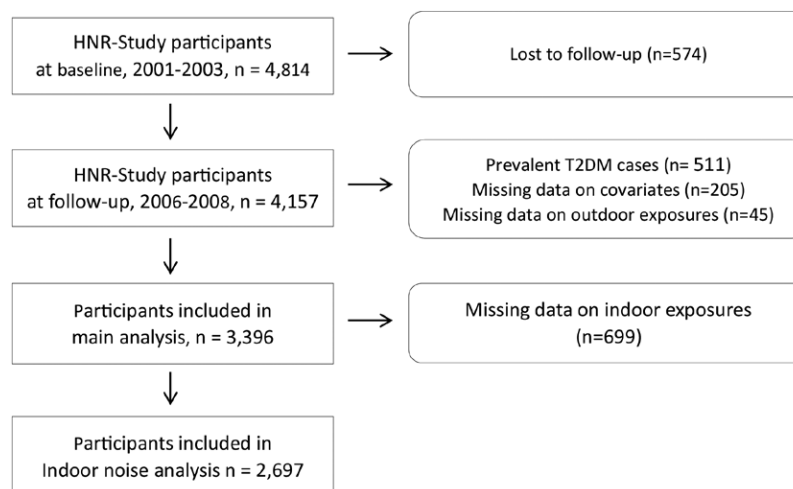 HNR-Study participants
at baseline, 2001-2003, n = 4,814
Lost to follow-up (n=574)
HNR-Study participants
at follow-up, 2006-2008, n = 4,157
Prevalent T2DM cases (n= 511)
Missing data on covariates (n=205)
Missing data on outdoor exposures (n=45)
Participants included in
main analysis, n = 3,396
Missing data on indoor exposures
(n=699)
Participants included in
Indoor noise analysis n = 2,697